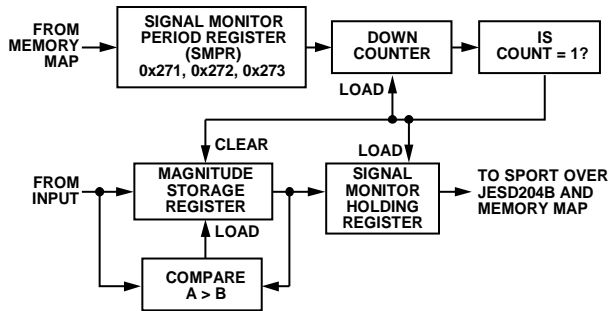 FROM
MEMORY
MAP
SIGNAL MONITOR
PERIOD REGISTER
(SMPR)
0x271, 0x272, 0x273
DOWN
COUNTER
IS
COUNT = 1?
LOAD
CLEAR
LOAD
FROM
INPUT
MAGNITUDE
STORAGE
REGISTER
SIGNAL
MONITOR
HOLDING
REGISTER
TO SPORT OVER
JESD204B AND
MEMORY MAP
LOAD
COMPARE
A > B